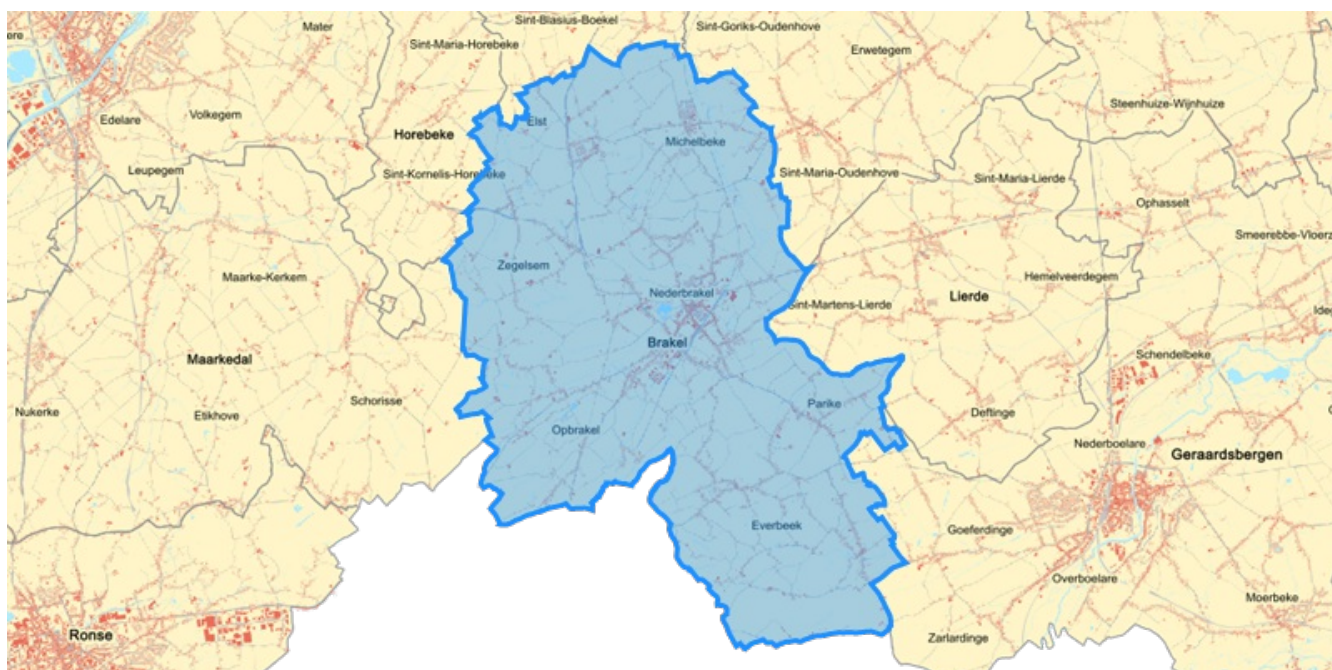 Sint-Blasius-Boekel
Mater
Sint-Goriks-Oudenhove
ere
Sint-Maria-Horebeke
Erwetegem
Steenhuize-Wijnhuize
Edelare
Volkegem
Elst
Horebeke
Michelbeke
Leupegem
Sint-Kornelis-Horebeke
Sint-Maria-Oudenhove
Sint-Maria-Lierde
Ophasselt
Smeerebbe-Vloerz
Zegelsem
Maarke-Kerkem
Hemelveerdegem
Nederbrakel
Lierde
Sint-Martens-Lierde
Ide
Brakel
Maarkedal
Schendelbeke
Schorisse
Parike
Nukerke
Etikhove
Deftinge
Opbrakel
Nederboelare
Geraardsbergen
Everbeek
Goeferdinge
Overboelare
Moerbeke
Ronse
Zarlardinge